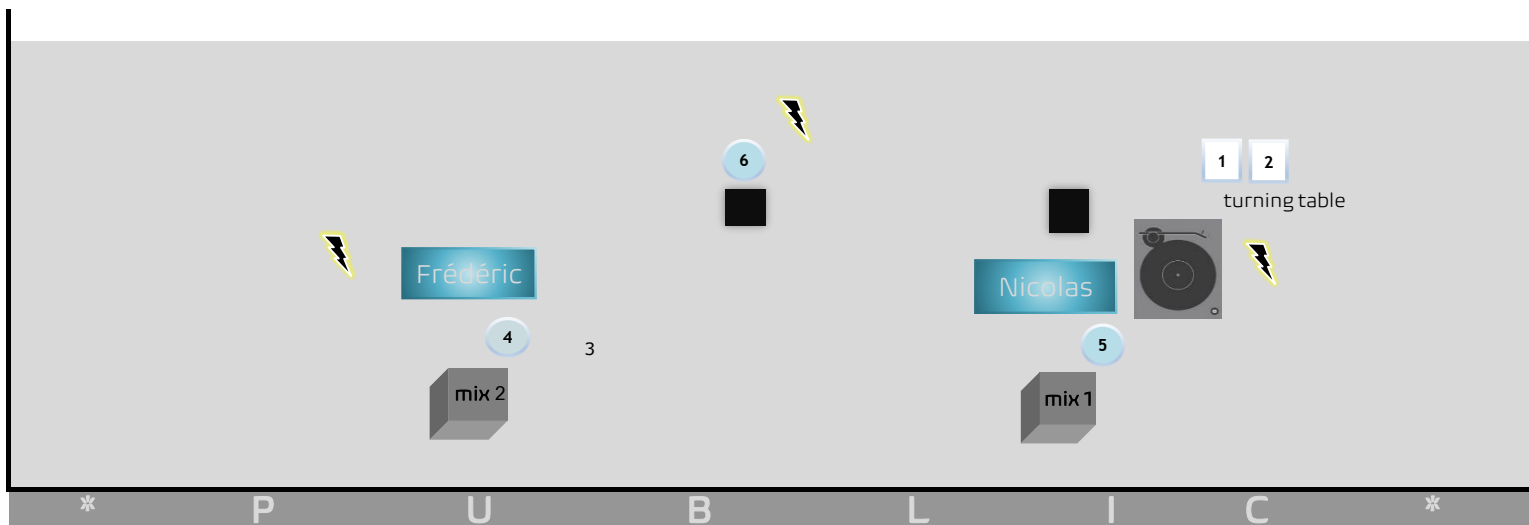 6
1 2
turning table
Frédéric
Nicolas
4
3
5
mix 2
mix 1
* P U B L I C *